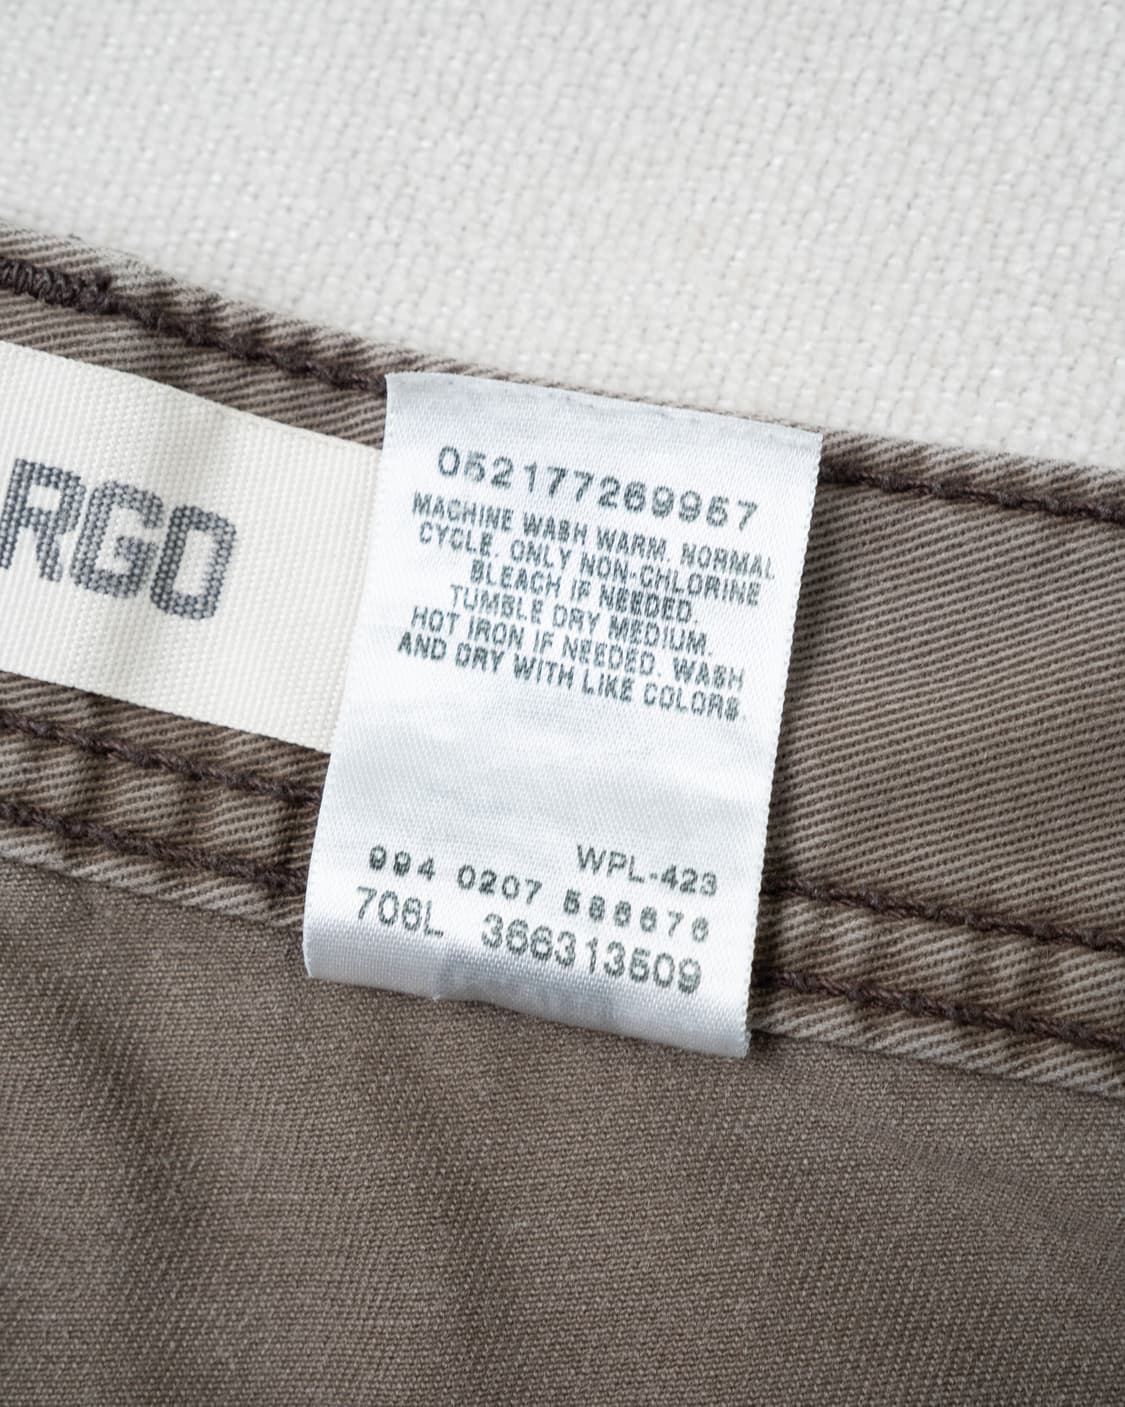 RGO
052177269957
MACHINE WASH WARM, NORMAL
CYCLE. ONLY NON-CHLORINE
BLEACH IF NEEDED.
TUMBLE DRY MEDIUM.
HOT IRON IF NEEDED. WASH
AND DRY WITH LIKE COLORS.
WPL-423
994 0207
706L 366313509